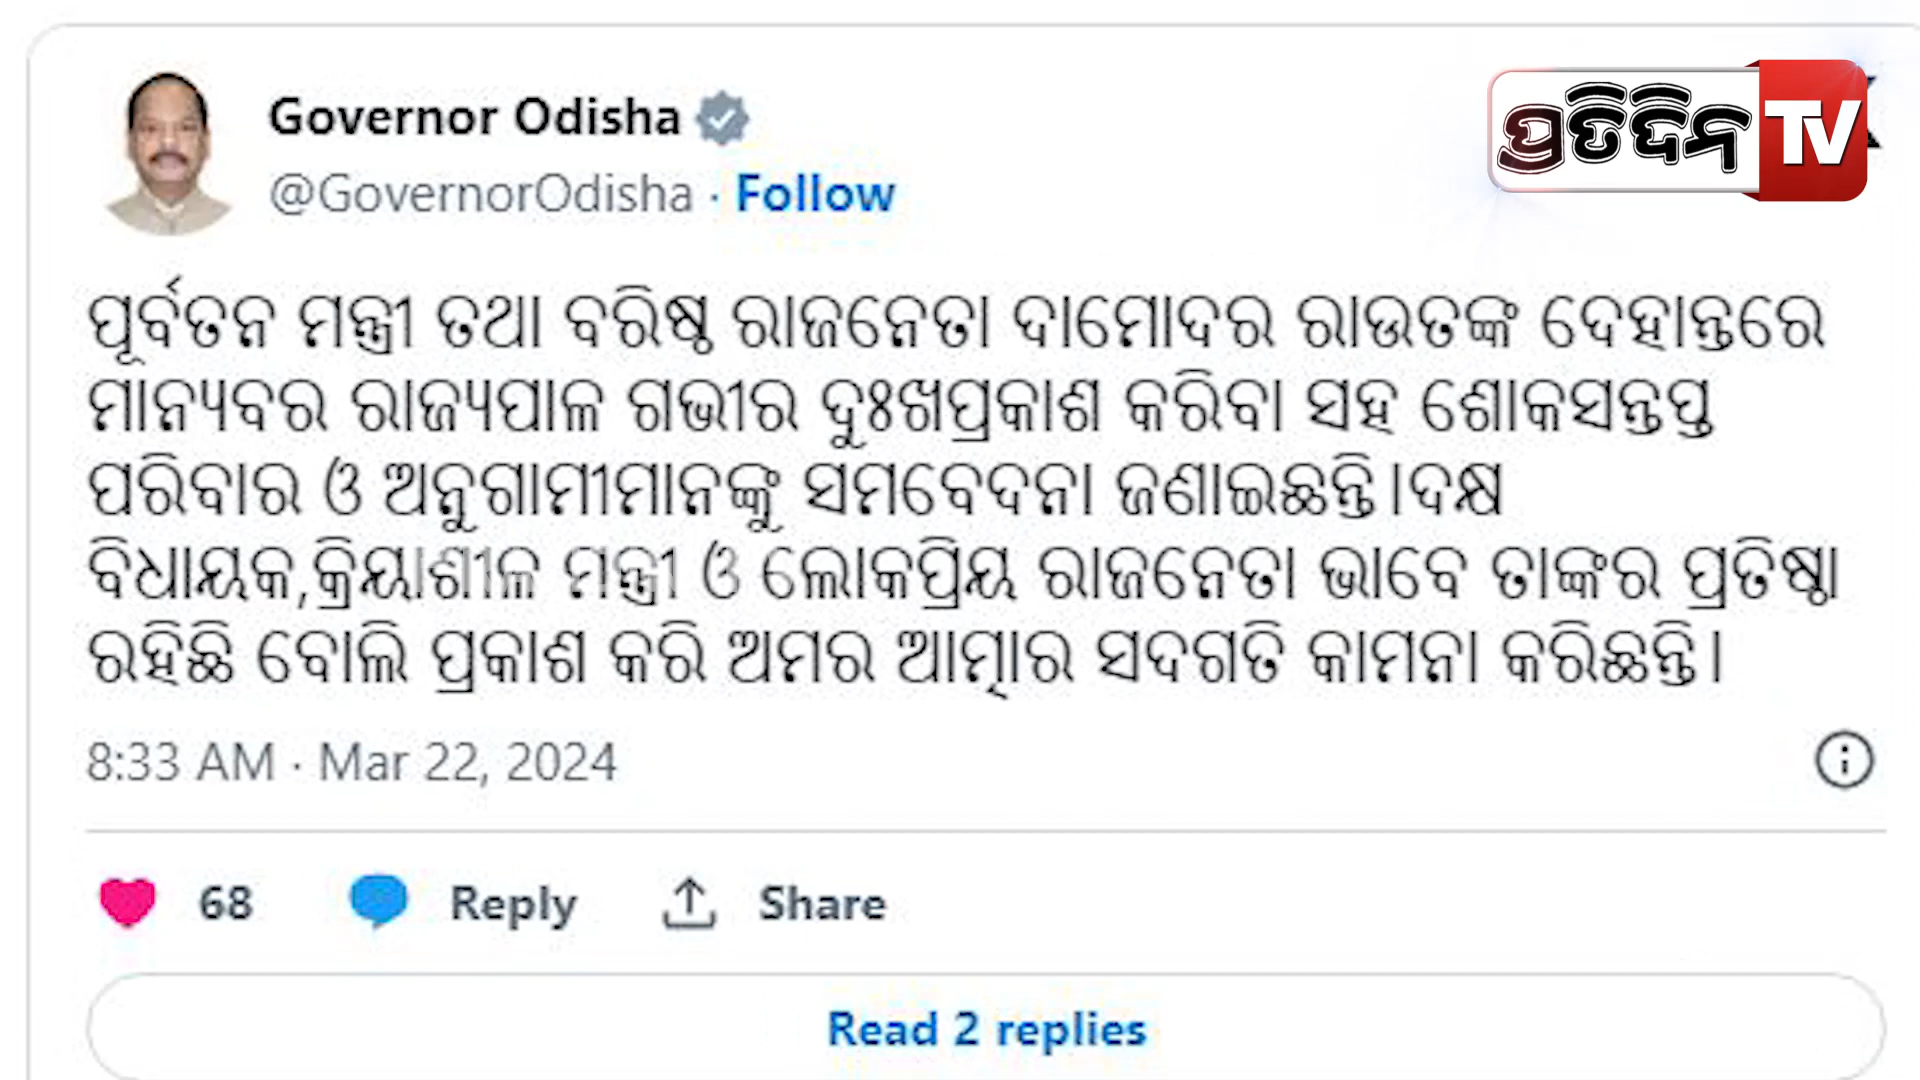 Governor Odisha
@GovernorOdisha · Follow
ପ୍ରତିଦିନ TV
ପୂର୍ବତନ ମନ୍ତ୍ରୀ ତଥା ବରିଷ୍ଠ ରାଜନେତା ଦାମୋଦର ରାଉତଙ୍କ ଦେହାନ୍ତରେ
ମାନ୍ୟବର ରାଜ୍ୟପାଳ ଗଭୀର ଦୁଃଖପ୍ରକାଶ କରିବା ସହ ଶୋକସନ୍ତପ୍ତ
ପରିବାର ଓ ଅନୁଗାମୀମାନଙ୍କୁ ସମବେଦନା ଜଣାଇଛନ୍ତି।ଦକ୍ଷ
ବିଧାୟକ,କ୍ରିୟାଶୀଳ ମନ୍ତ୍ରୀ ଓ ଲୋକପ୍ରିୟ ରାଜନେତା ଭାବେ ତାଙ୍କର ପ୍ରତିଷ୍ଠା
ରହିଛି ବୋଲି ପ୍ରକାଶ କରି ଅମର ଆତ୍ମାର ସଦଗତି କାମନା କରିଛନ୍ତି।
8:33 AM · Mar 22, 2024
68 Reply Share
Read 2 replies